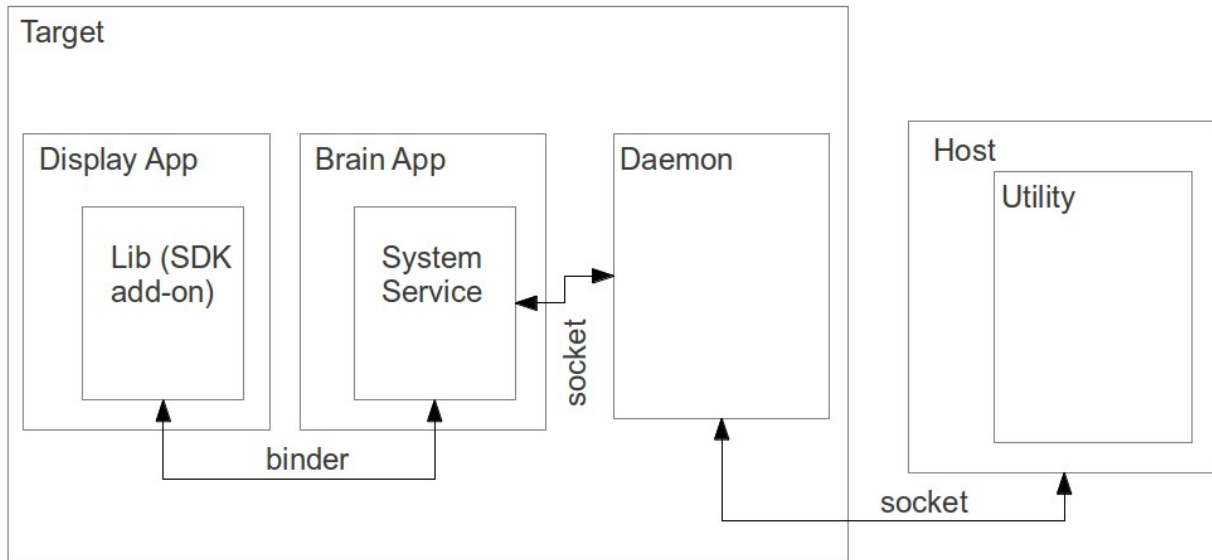 Target
Display App
Brain App
Daemon
Host
Utility
Lib (SDK
add-on)
System
Service
socket
binder
socket